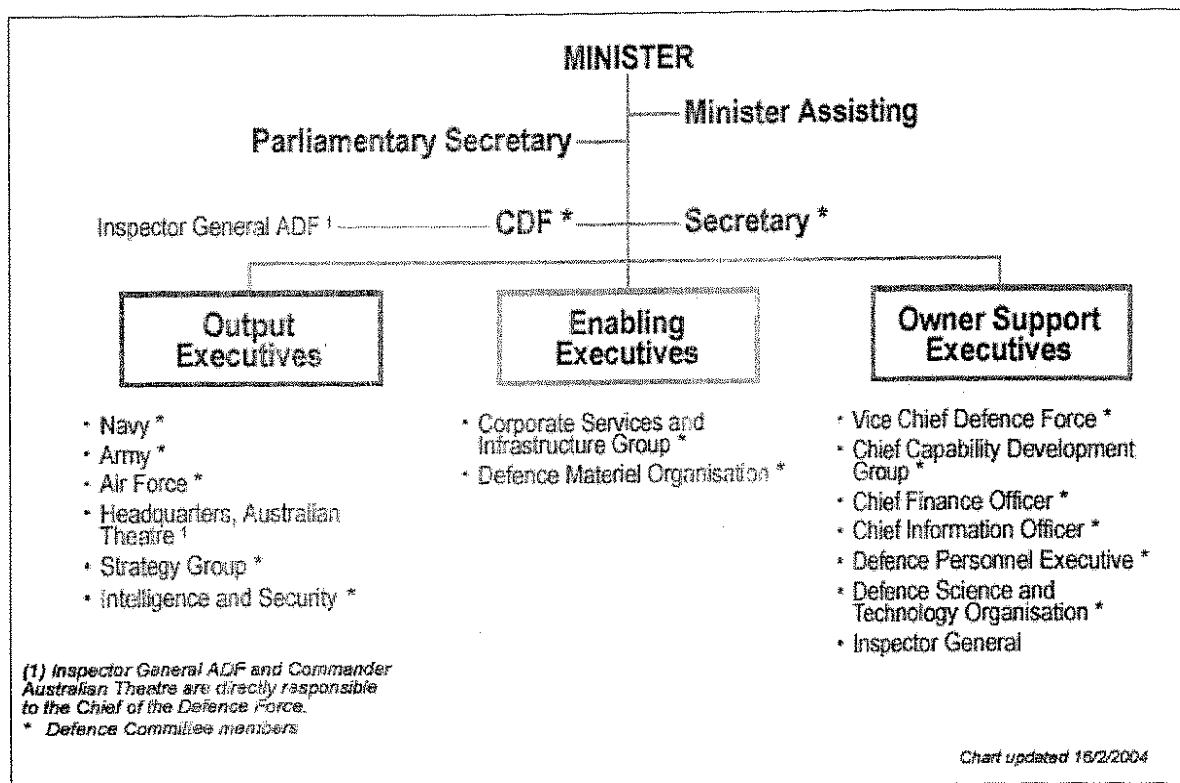 MINISTER
Minister Assisting
Parliamentary Secretary
Inspector General ADF ¹
CDF *
Secretary *
Output
Executives
Enabling
Executives
Owner Support
Executives
• Navy *
• Army *
• Air Force *
• Headquarters, Australian
Theatre ¹
• Strategy Group *
• Intelligence and Security *
• Corporate Services and
Infrastructure Group *
• Defence Materiel Organisation *
• Vice Chief Defence Force *
• Chief Capability Development
Group *
• Chief Finance Officer *
• Chief Information Officer *
• Defence Personnel Executive *
• Defence Science and
Technology Organisation *
• Inspector General
(1) Inspector General ADF and Commander
Australian Theatre are directly responsible
to the Chief of the Defence Force.
* Defence Committee members
Chart updated 16/2/2004